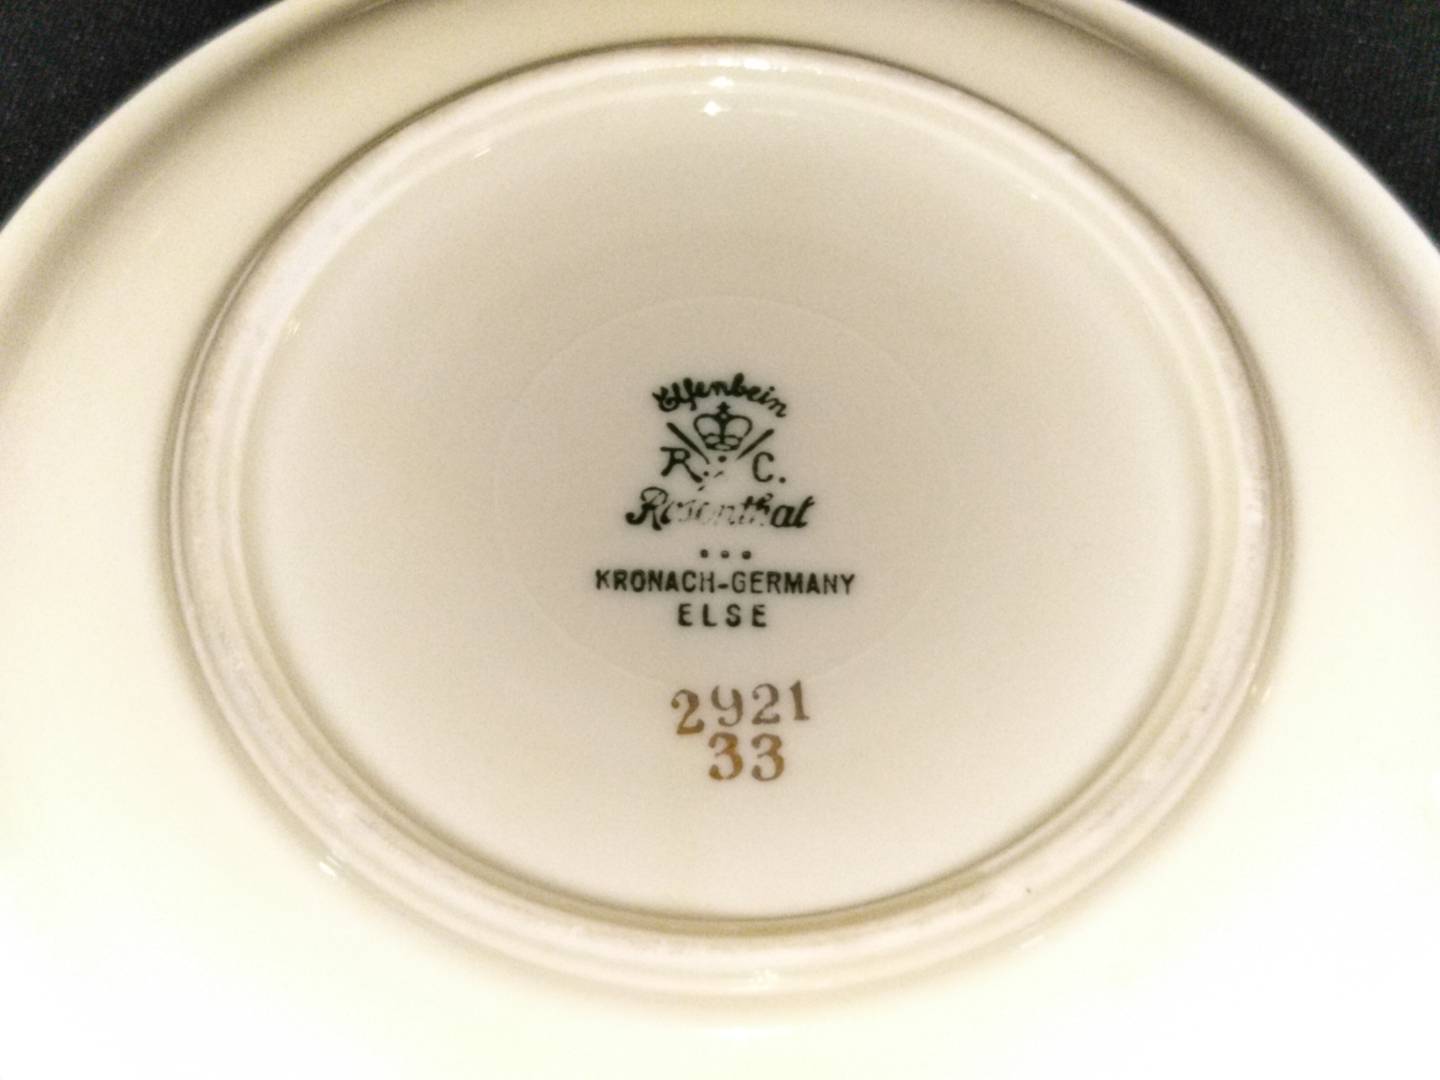 Elfenbein
R. C.
Rosenthal
KRONACH-GERMANY
ELSE
2921
33